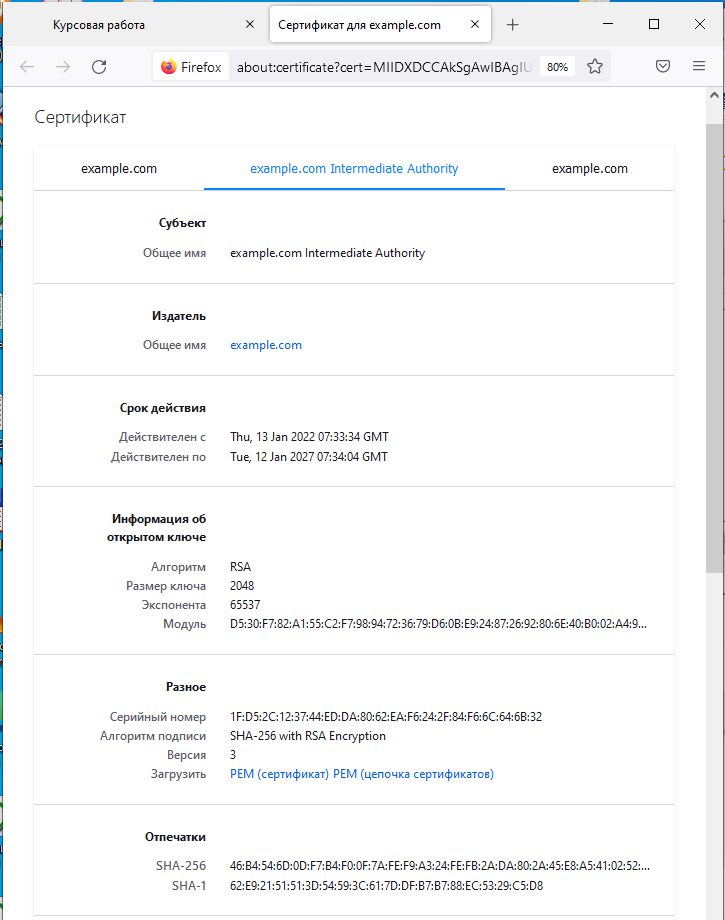 Курсовая работа
Сертификат для example.com
Firefox about:certificate?cert=MIIDXDCCAkSgAwIBAgIU 80%
Сертификат
example.com example.com Intermediate Authority example.com
Субъект
Общее имя example.com Intermediate Authority
Издатель
Общее имя example.com
Срок действия
Действителен с Thu, 13 Jan 2022 07:33:34 GMT
Действителен по Tue, 12 Jan 2027 07:34:04 GMT
Информация об
открытом ключе
Алгоритм RSA
Размер ключа 2048
Экспонента 65537
Модуль D5:30:F7:82:A1:55:C2:F7:98:94:72:36:79:D6:0B:E9:24:87:26:92:80:6E:40:B0:02:A4:9...
Разное
Серийный номер 1F:D5:2C:12:37:44:ED:DA:80:62:EA:F6:24:2F:84:F6:6C:64:6B:32
Алгоритм подписи SHA-256 with RSA Encryption
Версия 3
Загрузить PEM (сертификат) PEM (цепочка сертификатов)
Отпечатки
SHA-256 46:B4:54:6D:0D:F7:B4:F0:0F:7A:FE:F9:A3:24:FE:FB:2A:DA:80:2A:45:E8:A5:41:02:52:...
SHA-1 62:E9:21:51:51:3D:54:59:3C:61:7D:DF:B7:B7:88:EC:53:29:C5:D8